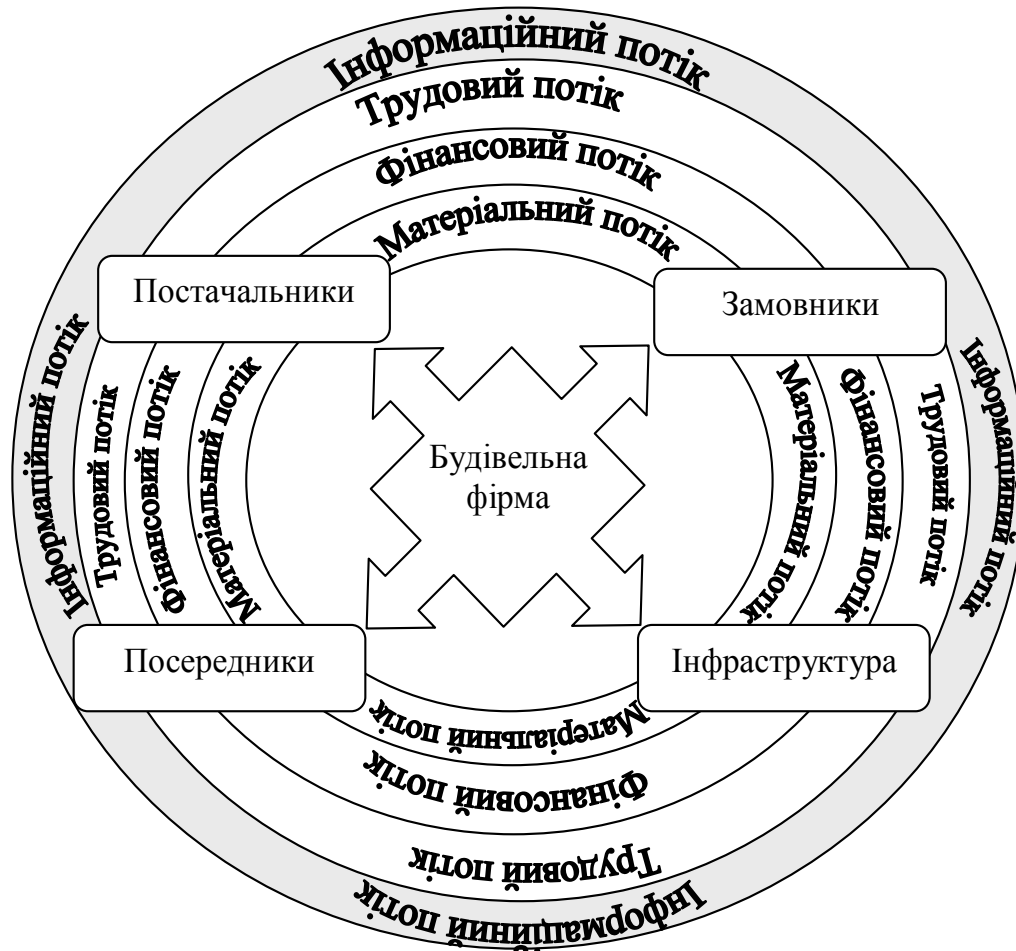 Інформаційний потік
Трудовий потік
Фінансовий потік
Матеріальний потік
Постачальники
Замовники
Інформаційний потік
Трудовий потік
Фінансовий потік
Матеріальний потік
Будівельна
фірма
Матеріальний потік
Фінансовий потік
Трудовий потік
Інформаційний потік
Посередники
Інфраструктура
Матеріальний потік
Фінансовий потік
Трудовий потік
Інформаційний потік